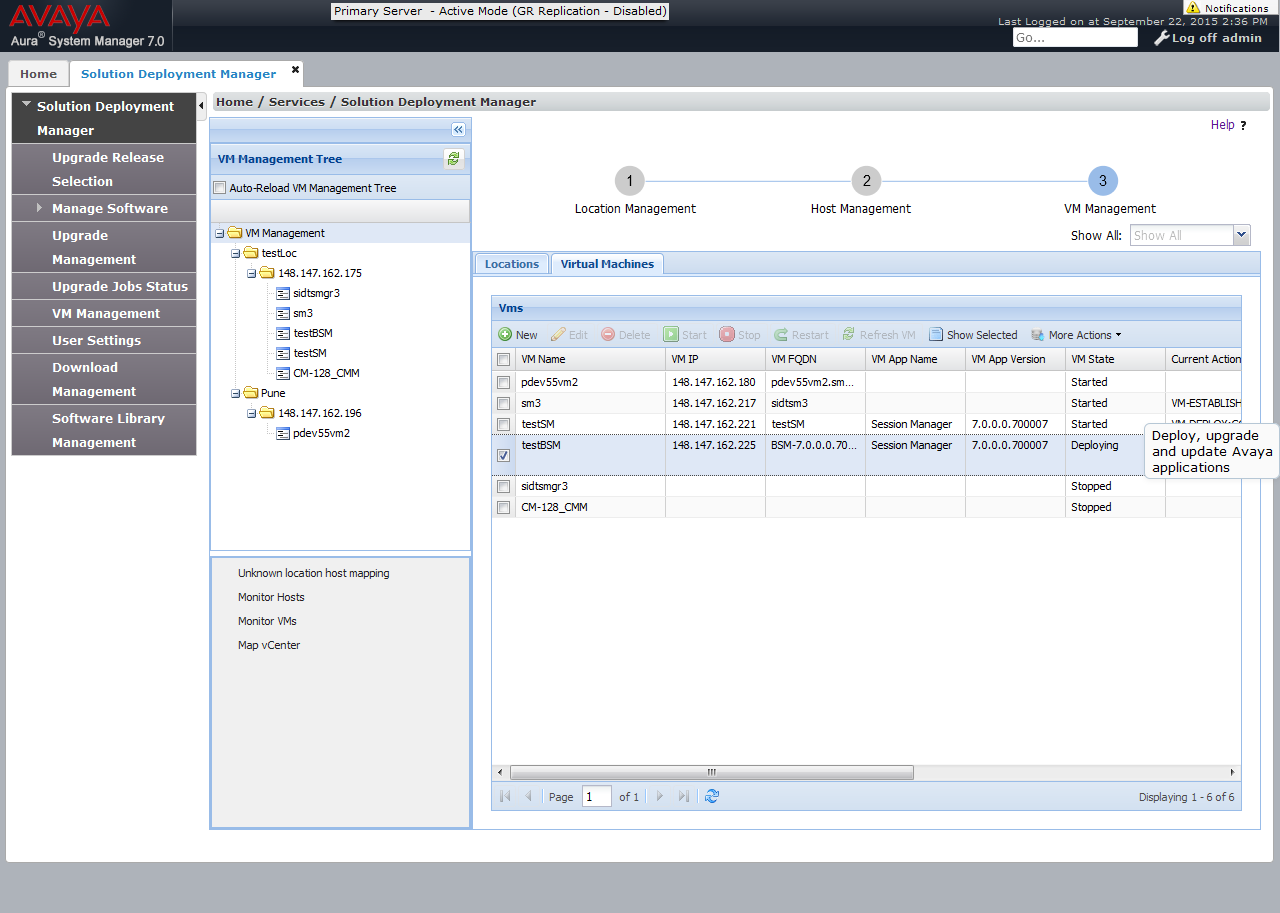 AVAYA
Aura® System Manager 7.0
Primary Server - Active Mode (GR Replication - Disabled)
Notifications
Last Logged on at September 22, 2015 2:36 PM
Go...
Log off admin
Home
Solution Deployment Manager
Solution Deployment
Manager
Upgrade Release
Selection
Manage Software
Upgrade
Management
Upgrade Jobs Status
VM Management
User Settings
Download
Management
Software Library
Management
Home / Services / Solution Deployment Manager
Help ?
VM Management Tree
Auto-Reload VM Management Tree
VM Management
testLoc
148.147.162.175
sidtsmgr3
sm3
testBSM
testSM
CM-128_CMM
Pune
148.147.162.196
pdev55vm2
Unknown location host mapping
Monitor Hosts
Monitor VMs
Map vCenter
1 2 3
Location Management Host Management VM Management
Show All: Show All
Locations Virtual Machines
Vms
New Edit Delete Start Stop Restart Refresh VM Show Selected More Actions
VM Name VM IP VM FQDN VM App Name VM App Version VM State Current Action
pdev55vm2 148.147.162.180 pdev55vm2.sm... Started
sm3 148.147.162.217 sidtsm3 Started VM-ESTABLISH
testSM 148.147.162.221 testSM Session Manager 7.0.0.0.700007 Started
testBSM 148.147.162.225 BSM-7.0.0.0.70... Session Manager 7.0.0.0.700007 Deploying
Deploy, upgrade
and update Avaya
applications
sidtsmgr3 Stopped
CM-128_CMM Stopped
Page 1 of 1
Displaying 1 - 6 of 6